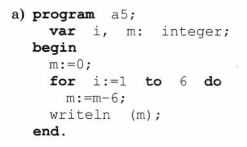 a) program a5;
var i, m: integer;
begin
m:=0;
for i:=1 to 6 do
m:=m-6;
writeln (m);
end.